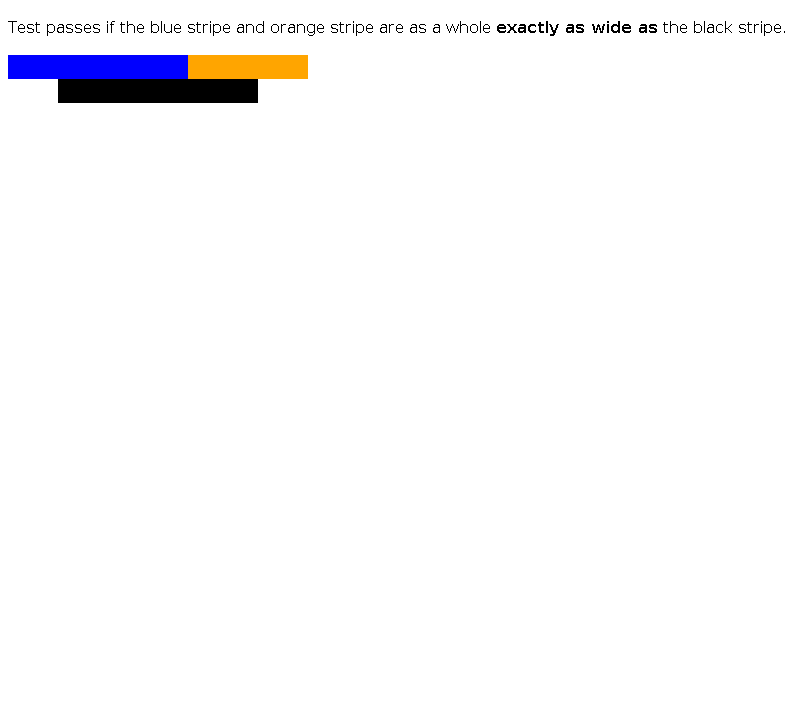 Test passes if the blue stripe and orange stripe are as a whole exactly as wide as the black stripe.